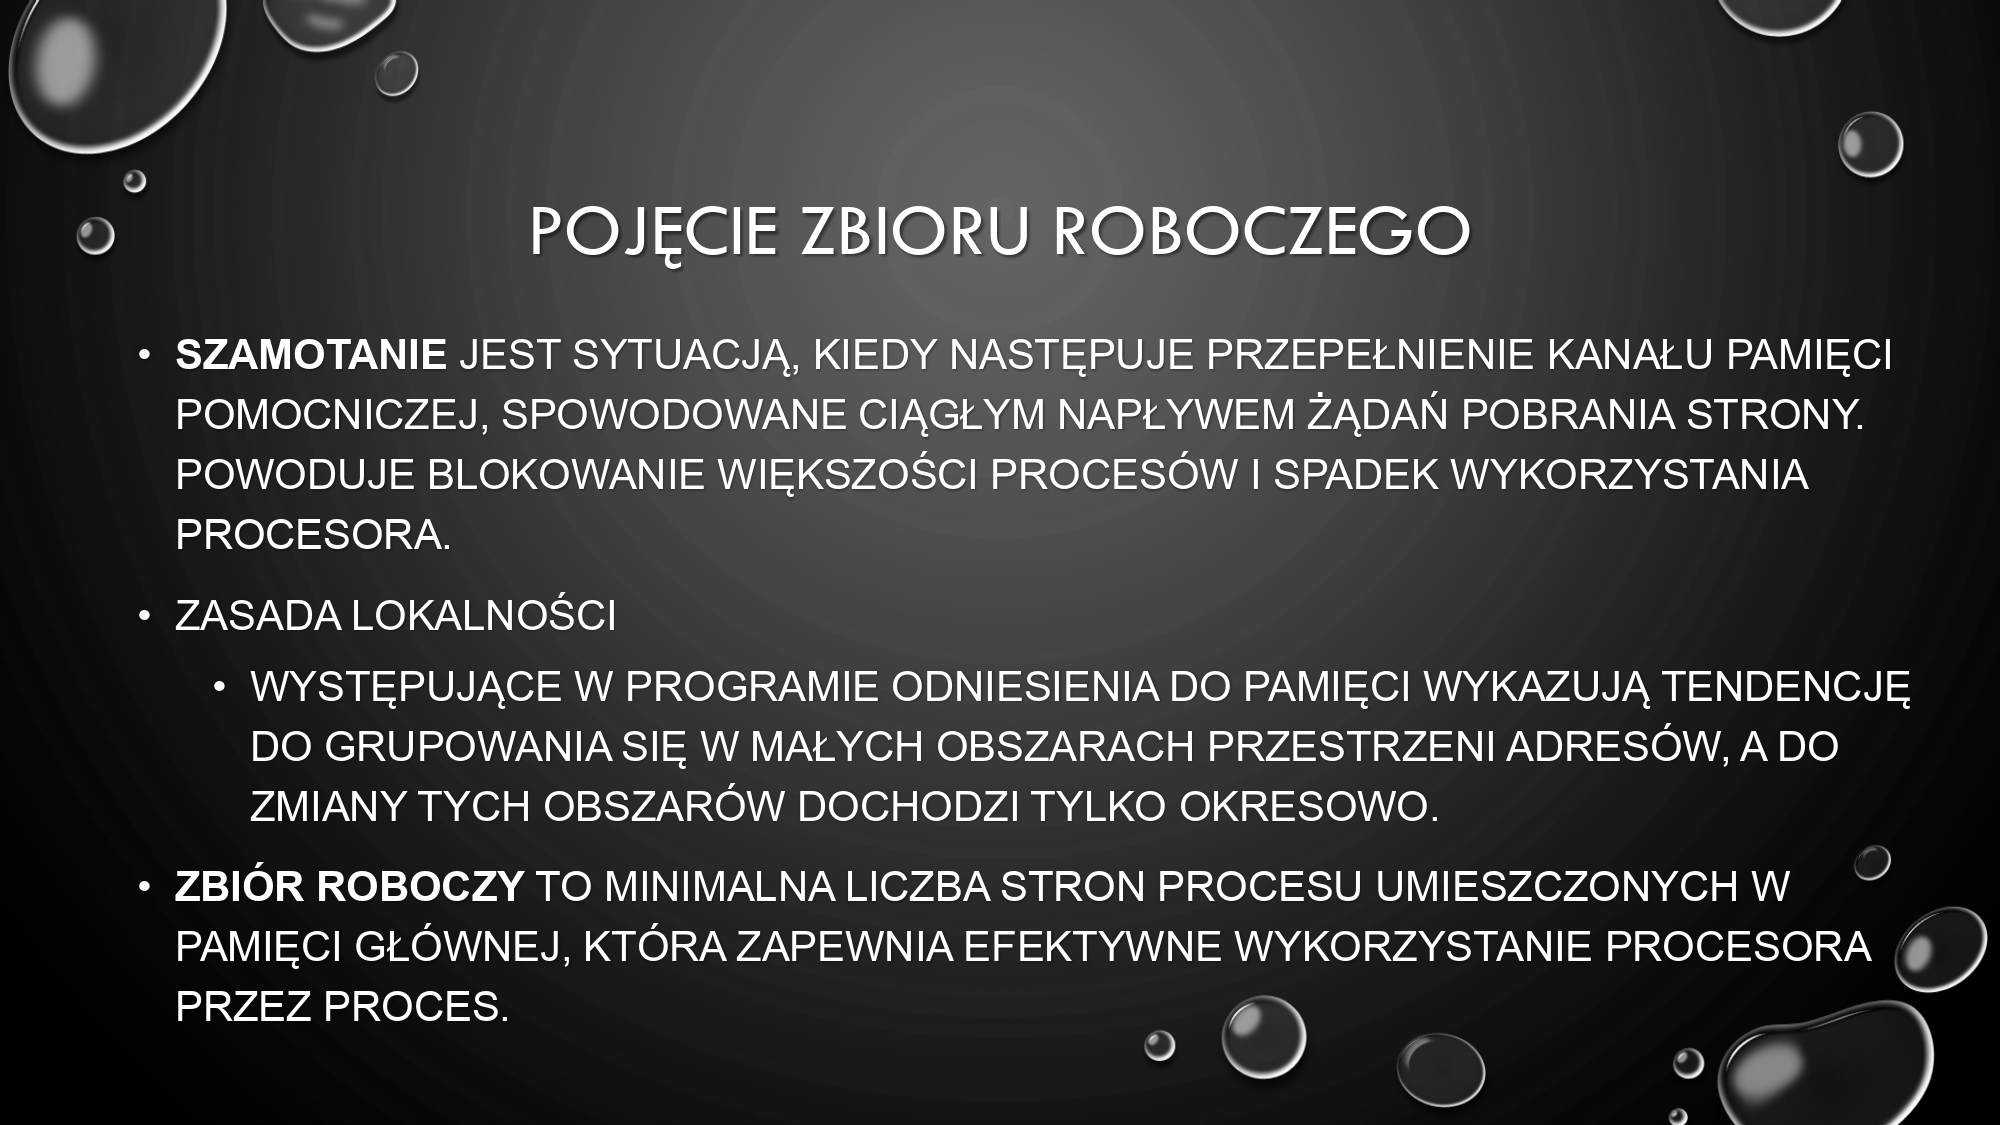 POJĘCIE ZBIORU ROBOCZEGO
• SZAMOTANIE JEST SYTUACJĄ, KIEDY NASTĘPUJE PRZEPEŁNIENIE KANAŁU PAMIĘCI
POMOCNICZEJ, SPOWODOWANE CIĄGŁYM NAPŁYWEM ŻĄDAŃ POBRANIA STRONY.
POWODUJE BLOKOWANIE WIĘKSZOŚCI PROCESÓW I SPADEK WYKORZYSTANIA
PROCESORA.
• ZASADA LOKALNOŚCI
• WYSTĘPUJĄCE W PROGRAMIE ODNIESIENIA DO PAMIĘCI WYKAZUJĄ TENDENCJĘ
DO GRUPOWANIA SIĘ W MAŁYCH OBSZARACH PRZESTRZENI ADRESÓW, A DO
ZMIANY TYCH OBSZARÓW DOCHODZI TYLKO OKRESOWO.
• ZBIÓR ROBOCZY TO MINIMALNA LICZBA STRON PROCESU UMIESZCZONYCH W
PAMIĘCI GŁÓWNEJ, KTÓRA ZAPEWNIA EFEKTYWNE WYKORZYSTANIE PROCESORA
PRZEZ PROCES.